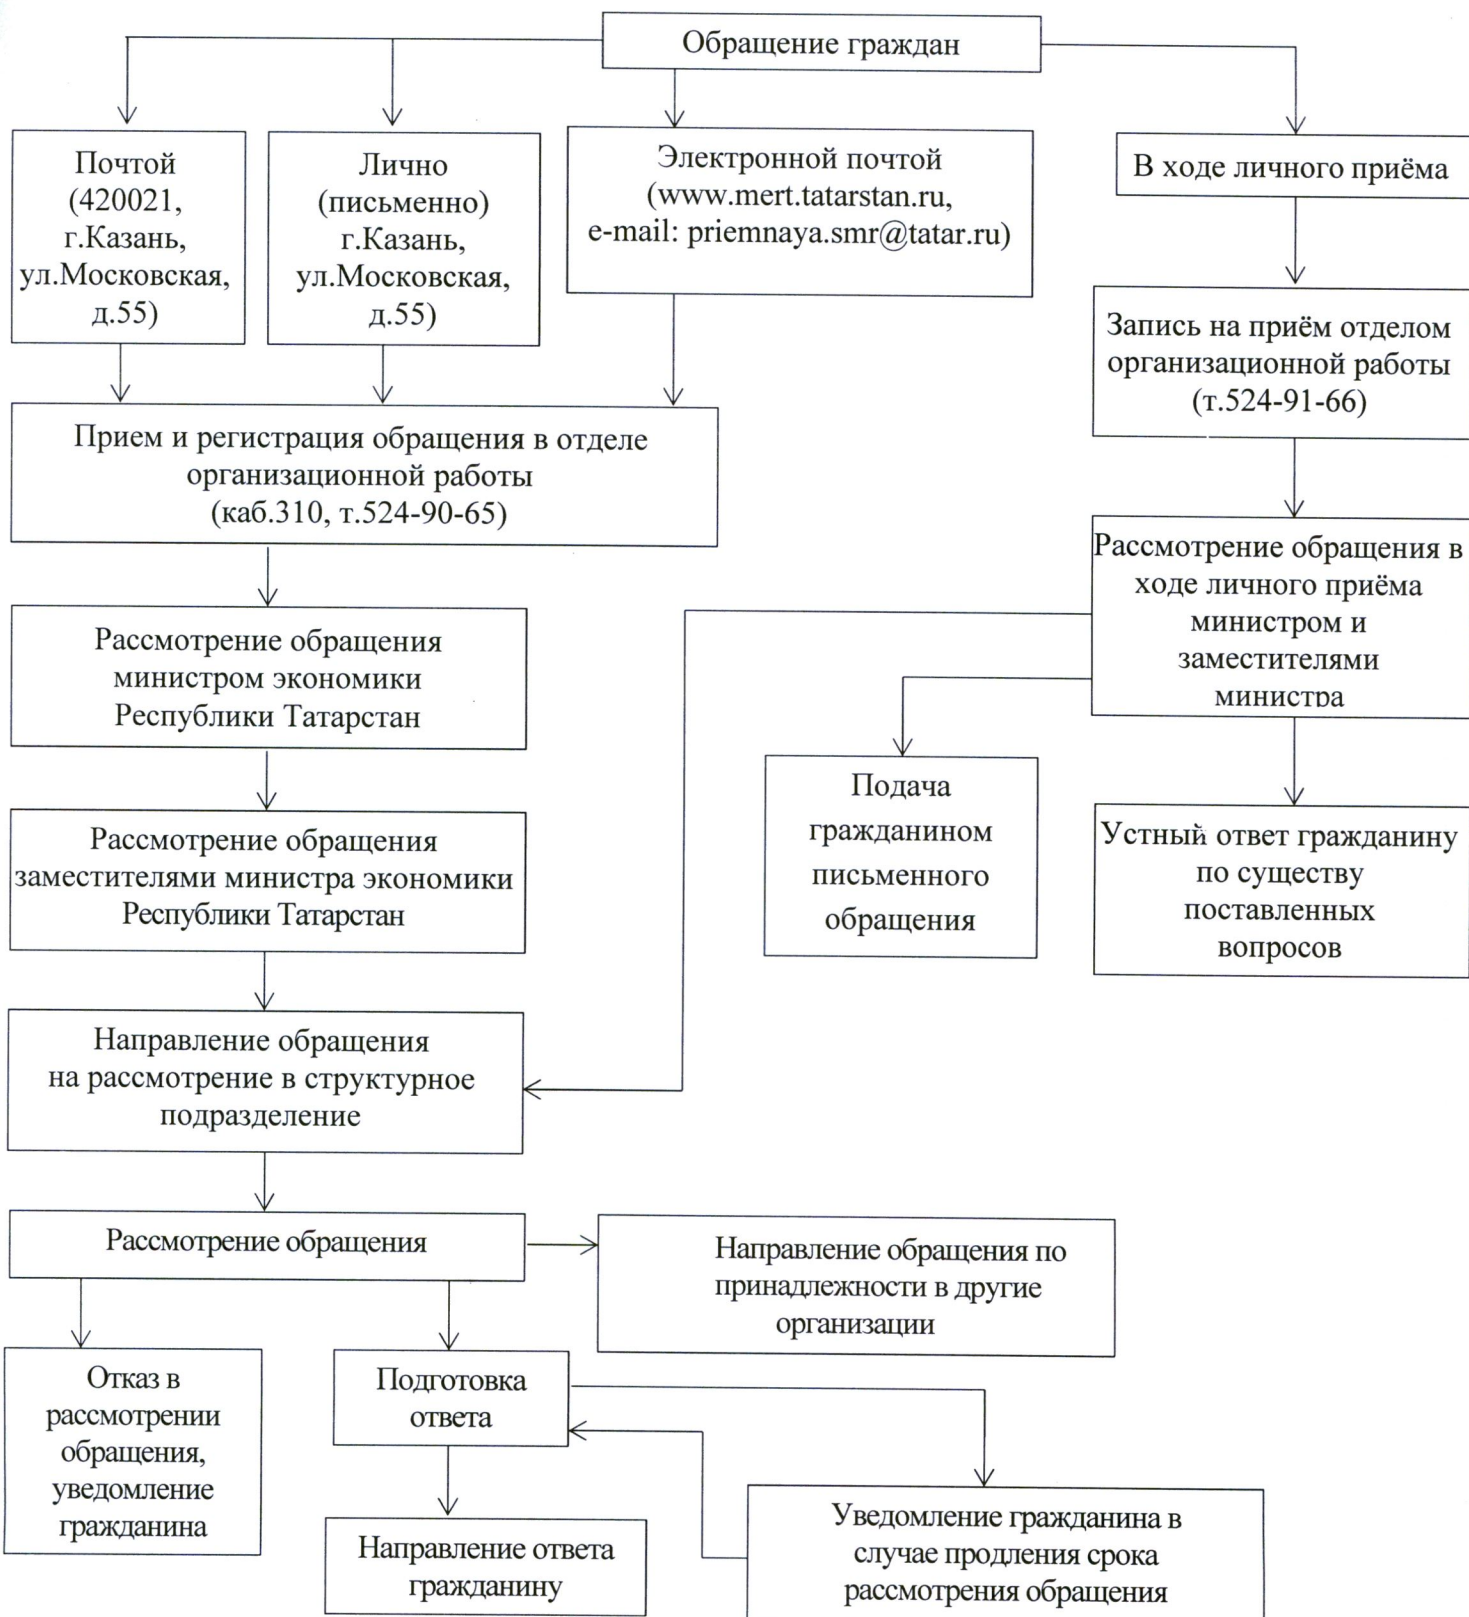 Обращение граждан
Почтой
(420021,
г.Казань,
ул.Московская,
д.55)
Лично
(письменно)
г.Казань,
ул.Московская,
д.55)
Электронной почтой
(www.mert.tatarstan.ru,
e-mail: priemnaya.smr@tatar.ru)
В ходе личного приёма
Запись на приём отделом
организационной работы
(т.524-91-66)
Прием и регистрация обращения в отделе
организационной работы
(каб.310, т.524-90-65)
Рассмотрение обращения в
ходе личного приёма
министром и
заместителями
министра
Рассмотрение обращения
министром экономики
Республики Татарстан
Подача
гражданином
письменного
обращения
Устный ответ гражданину
по существу
поставленных
вопросов
Рассмотрение обращения
заместителями министра экономики
Республики Татарстан
Направление обращения
на рассмотрение в структурное
подразделение
Рассмотрение обращения
Направление обращения по
принадлежности в другие
организации
Отказ в
рассмотрении
обращения,
уведомление
гражданина
Подготовка
ответа
Направление ответа
гражданину
Уведомление гражданина в
случае продления срока
рассмотрения обращения